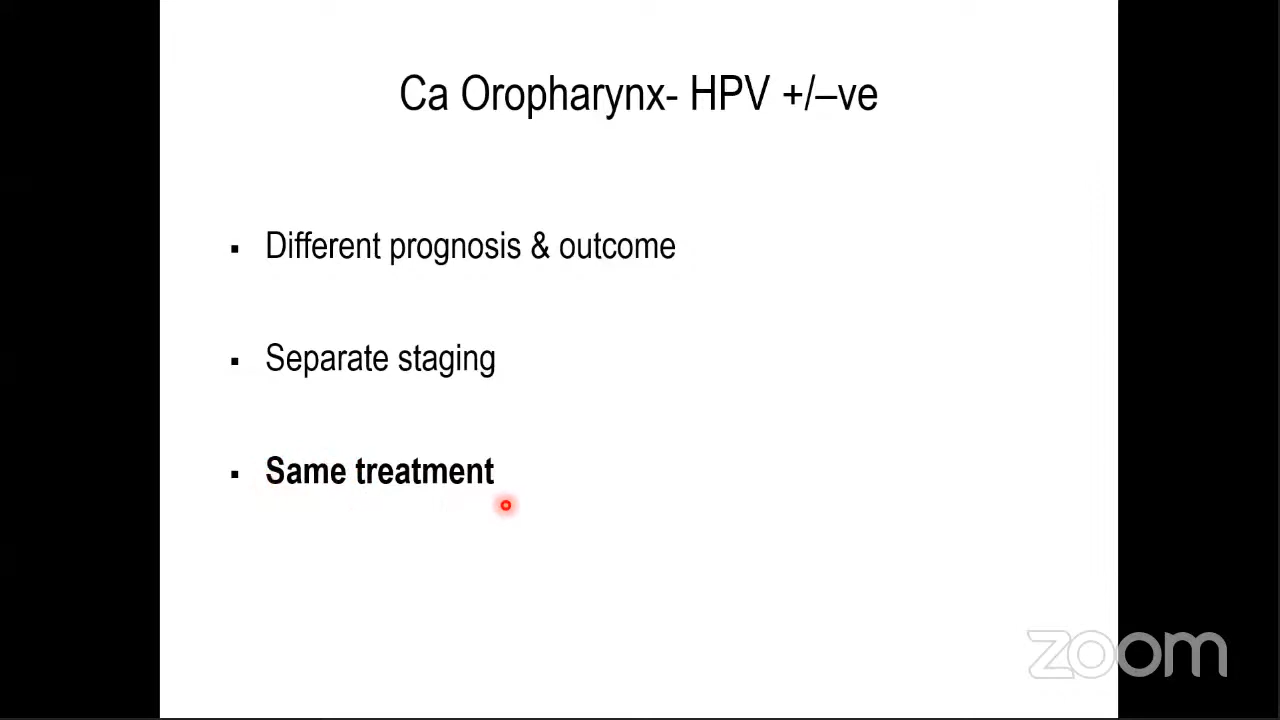 Ca Oropharynx- HPV +/–ve
▪ Different prognosis & outcome
▪ Separate staging
▪ Same treatment
zoom